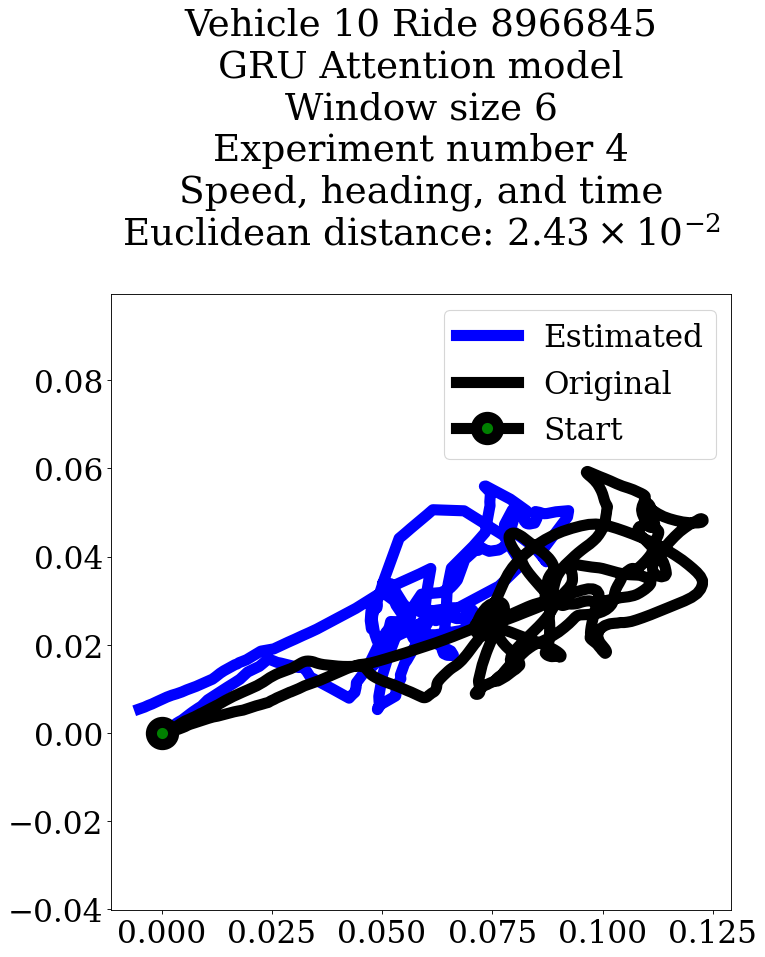 Vehicle 10 Ride 8966845
GRU Attention model
Window size 6
Experiment number 4
Speed, heading, and time
Euclidean distance: 2.43 × 10⁻²
Estimated
Original
Start
0.08
0.06
0.04
0.02
0.00
−0.02
−0.04
0.000 0.025 0.050 0.075 0.100 0.125